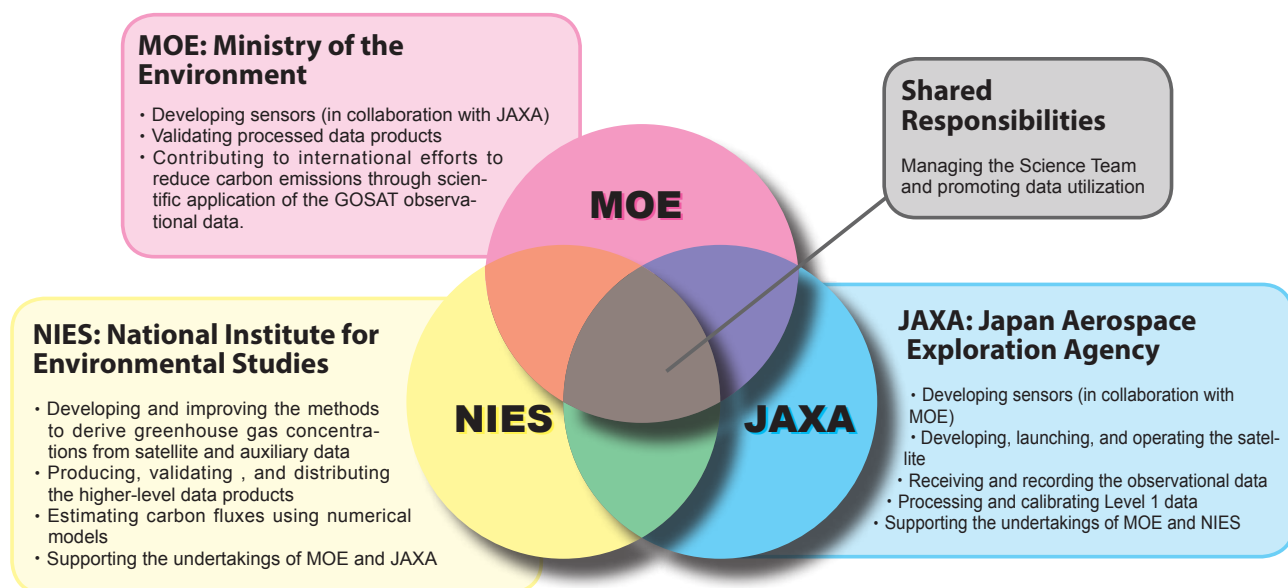 MOE: Ministry of the
Environment
・Developing sensors (in collaboration with JAXA)
・Validating processed data products
・Contributing to international efforts to
reduce carbon emissions through scien-
tific application of the GOSAT observa-
tional data.
Shared
Responsibilities
Managing the Science Team
and promoting data utilization
MOE
NIES: National Institute for
Environmental Studies
・Developing and improving the methods
to derive greenhouse gas concentra-
tions from satellite and auxiliary data
・Producing, validating , and distributing
the higher-level data products
・Estimating carbon fluxes using numerical
models
・Supporting the undertakings of MOE and JAXA
NIES
JAXA
JAXA: Japan Aerospace
Exploration Agency
・Developing sensors (in collaboration with
MOE)
・Developing, launching, and operating the satel-
lite
・Receiving and recording the observational data
・Processing and calibrating Level 1 data
・Supporting the undertakings of MOE and NIES